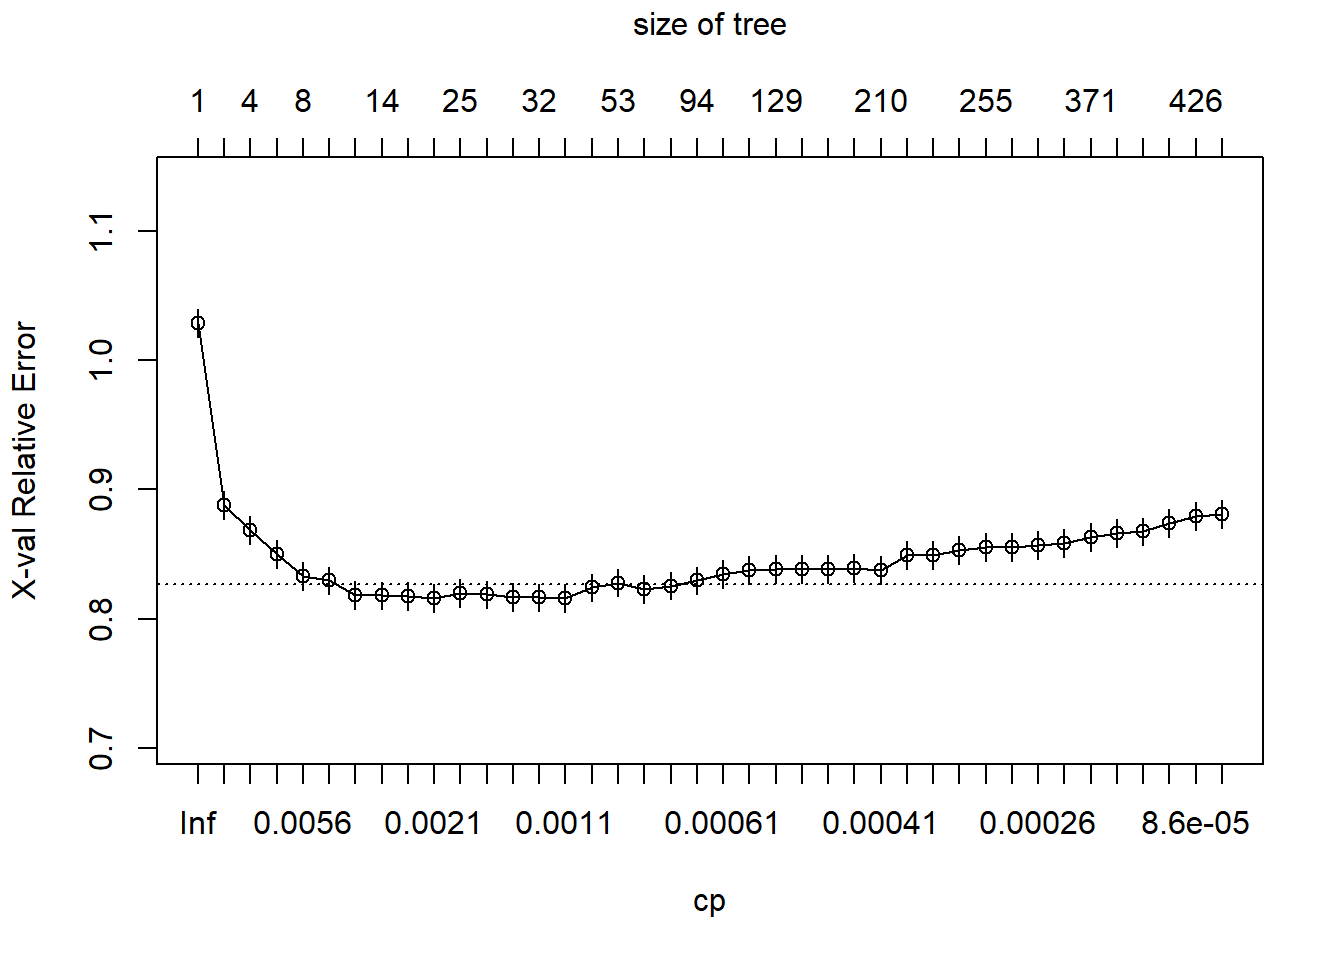 size of tree
1 4 8 14 25 32 53 94 129 210 255 371 426
X-val Relative Error
1.1
1.0
0.9
0.8
0.7
Inf 0.0056 0.0021 0.0011 0.00061 0.00041 0.00026 8.6e-05
cp